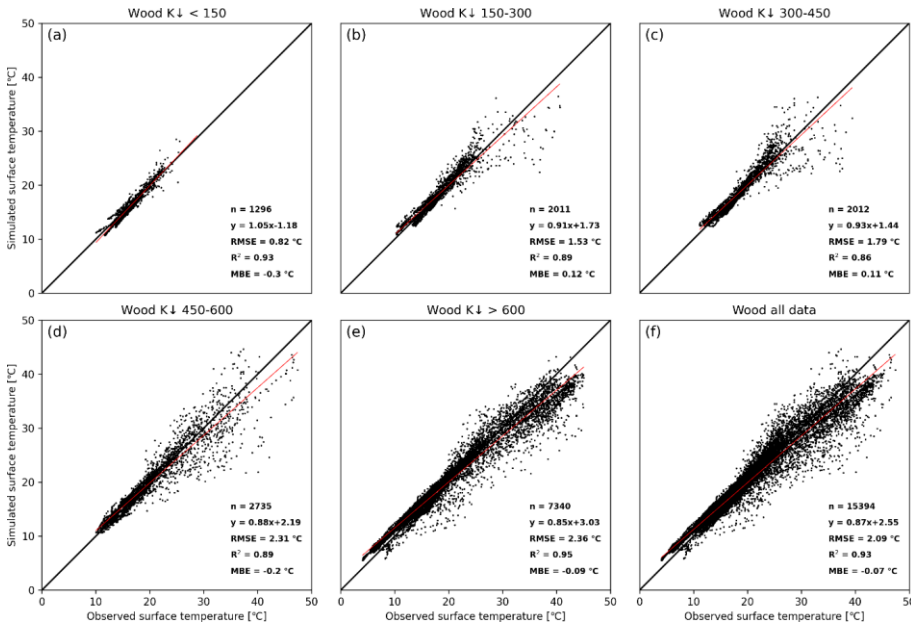 Wood K↓ < 150
Wood K↓ 150-300
Wood K↓ 300-450
(a)
(b)
(c)
Simulated surface temperature [℃]
50
40
30
20
10
0
n = 1296
y = 1.05x-1.18
RMSE = 0.82 ℃
R² = 0.93
MBE = -0.3 ℃
n = 2011
y = 0.91x+1.73
RMSE = 1.53 ℃
R² = 0.89
MBE = 0.12 ℃
n = 2012
y = 0.93x+1.44
RMSE = 1.79 ℃
R² = 0.86
MBE = 0.11 ℃
Wood K↓ 450-600
Wood K↓ > 600
Wood all data
(d)
(e)
(f)
Simulated surface temperature [℃]
50
40
30
20
10
0
n = 2735
y = 0.88x+2.19
RMSE = 2.31 ℃
R² = 0.89
MBE = -0.2 ℃
n = 7340
y = 0.85x+3.03
RMSE = 2.36 ℃
R² = 0.95
MBE = -0.09 ℃
n = 15394
y = 0.87x+2.55
RMSE = 2.09 ℃
R² = 0.93
MBE = -0.07 ℃
0 10 20 30 40 50
0 10 20 30 40 50
0 10 20 30 40 50
Observed surface temperature [℃]
Observed surface temperature [℃]
Observed surface temperature [℃]